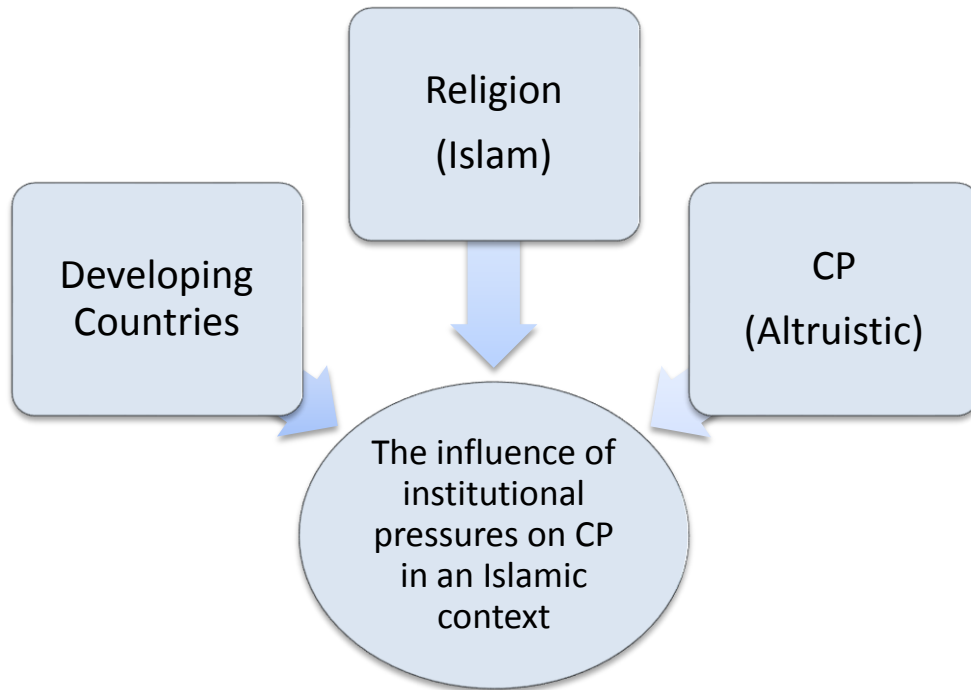 Religion
(Islam)
Developing
Countries
CP
(Altruistic)
The influence of
institutional
pressures on CP
in an Islamic
context